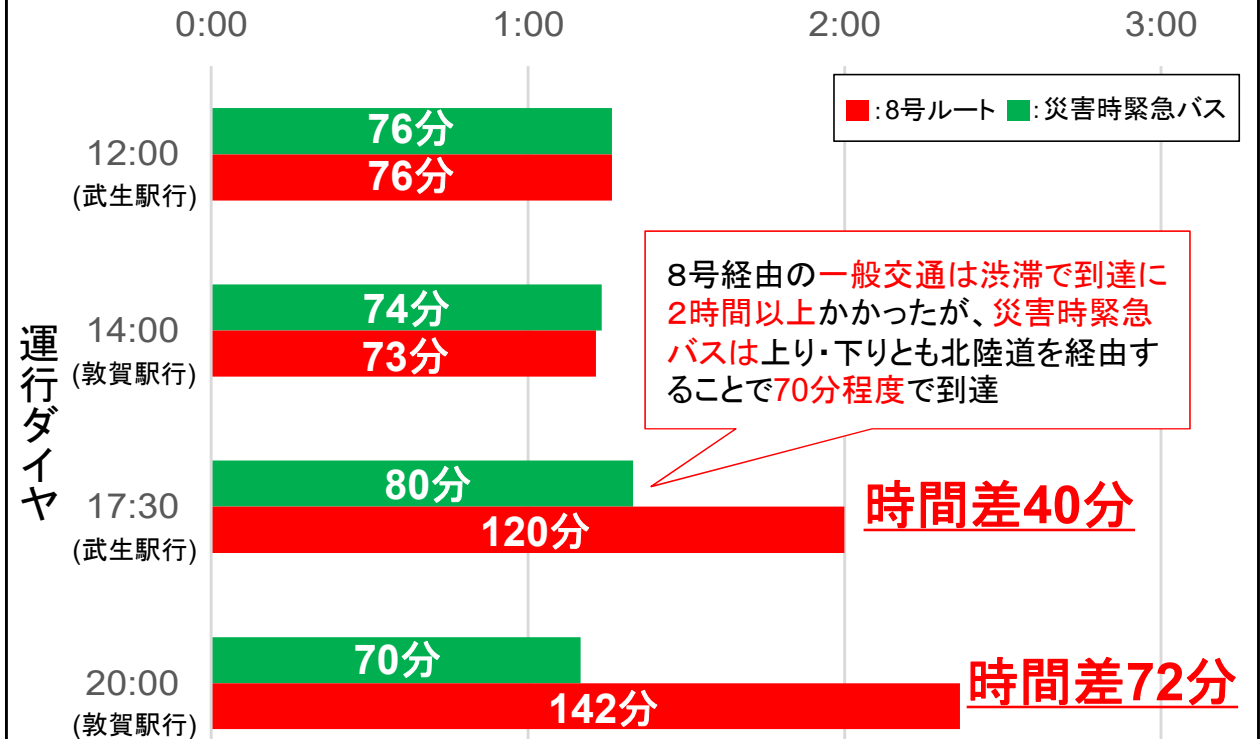 0:00 1:00 2:00 3:00
■:8号ルート ■:災害時緊急バス
運行ダイヤ
12:00
(武生駅行)
76分
76分
14:00
(敦賀駅行)
74分
73分
8号経由の一般交通は渋滞で到達に
2時間以上かかったが、災害時緊急
バスは上り・下りとも北陸道を経由す
ることで70分程度で到達
17:30
(武生駅行)
80分
120分
時間差40分
20:00
(敦賀駅行)
70分
142分
時間差72分